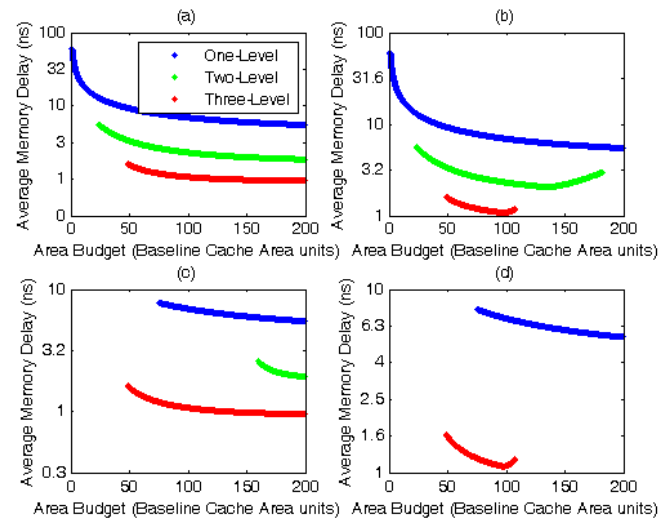 (a)
Average Memory Delay (ns)
100
32
10
3
1
0
One-Level
Two-Level
Three-Level
0 50 100 150 200
Area Budget (Baseline Cache Area units)
(b)
Average Memory Delay (ns)
100
31.6
10
3.2
1
0 50 100 150 200
Area Budget (Baseline Cache Area units)
(c)
Average Memory Delay (ns)
10
3.2
1
0.3
0 50 100 150 200
Area Budget (Baseline Cache Area units)
(d)
Average Memory Delay (ns)
10
6.3
4
2.5
1.6
1
0 50 100 150 200
Area Budget (Baseline Cache Area units)